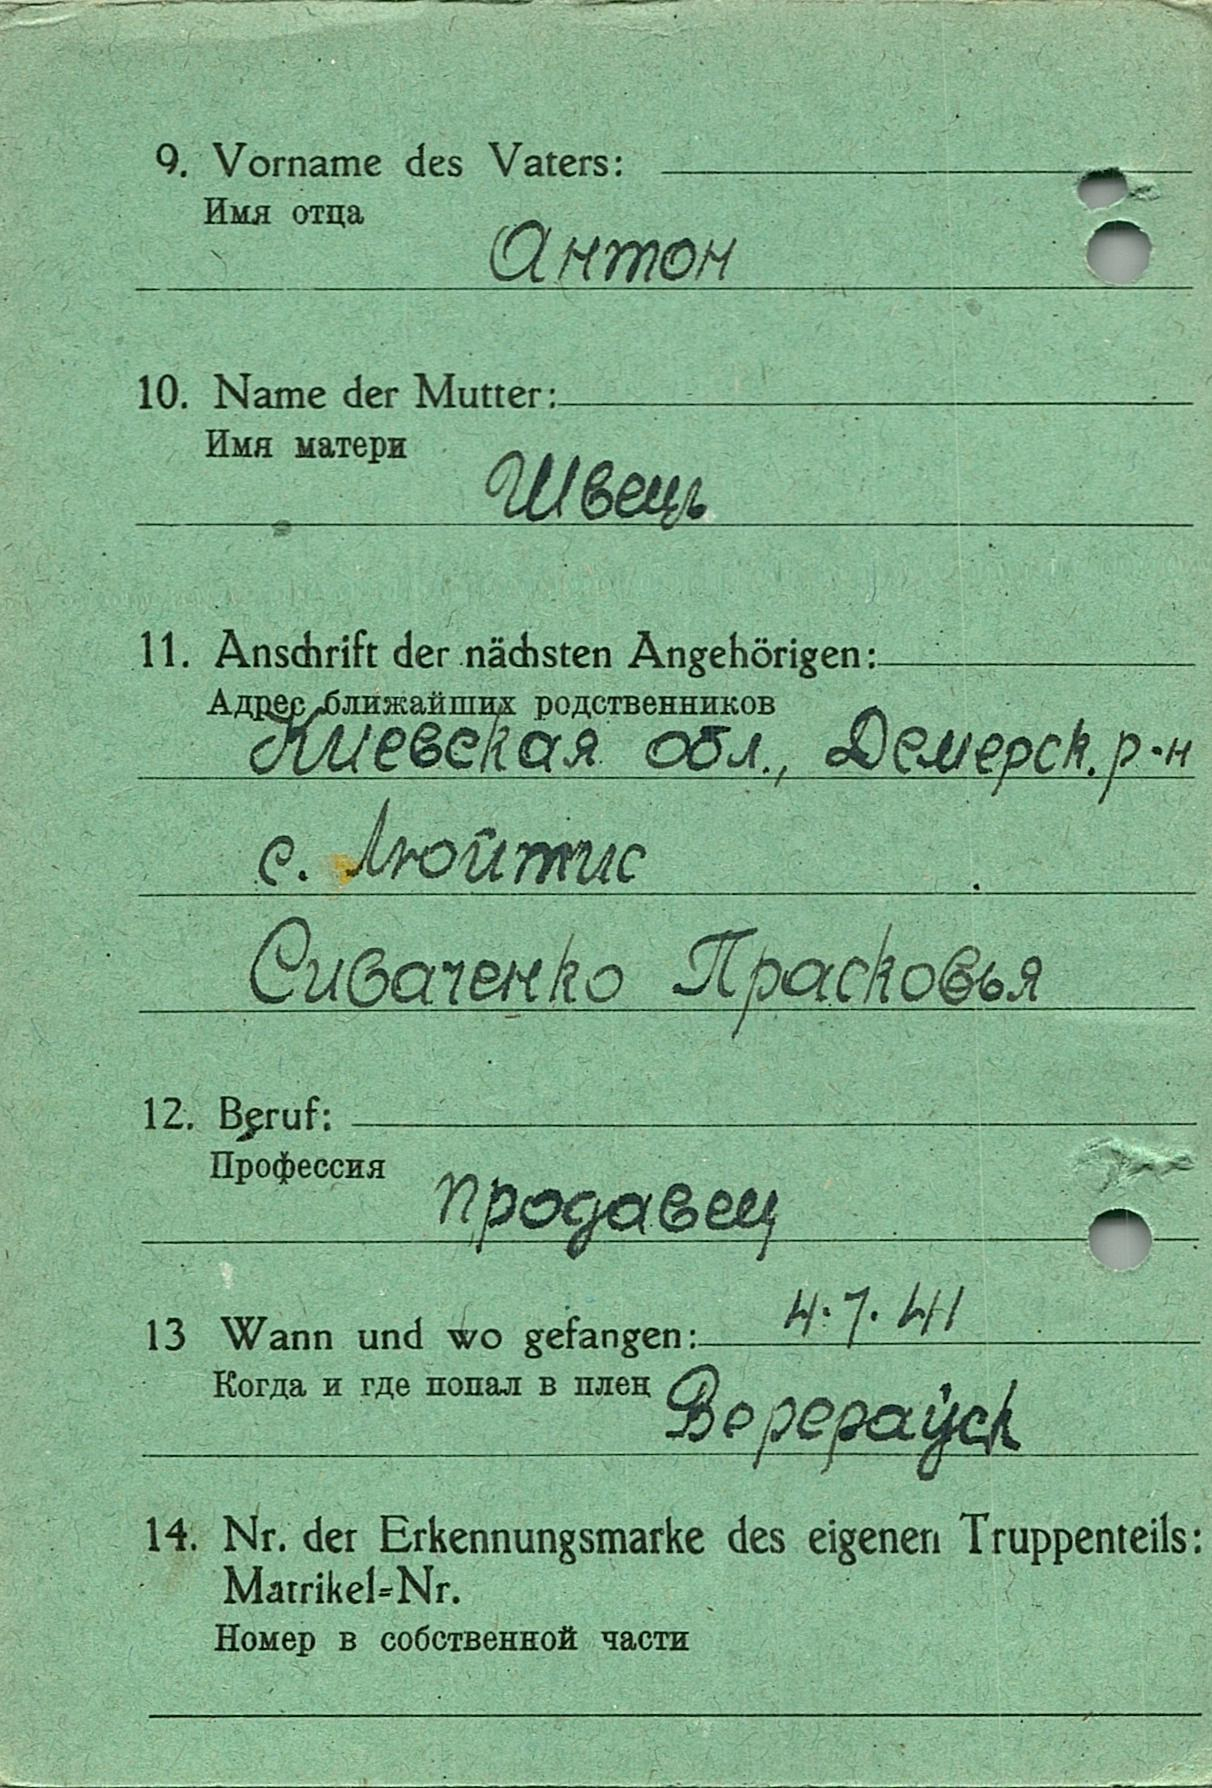 9. Vorname des Vaters:
Имя отца
Антон
10. Name der Mutter:
Имя матери
Швець
11. Anschrift der nächsten Angehörigen:
Адрес ближайших родственников
Киевская обл., Демерск. р-н
с. Люйтис
Сиваченко Прасковья
12. Beruf:
Профессия
продавец
13 Wann und wo gefangen: 4.7.41
Когда и где попал в плен
14. Nr. der Erkennungsmarke des eigenen Truppenteils:
Matrikel=Nr.
Номер в собственной части